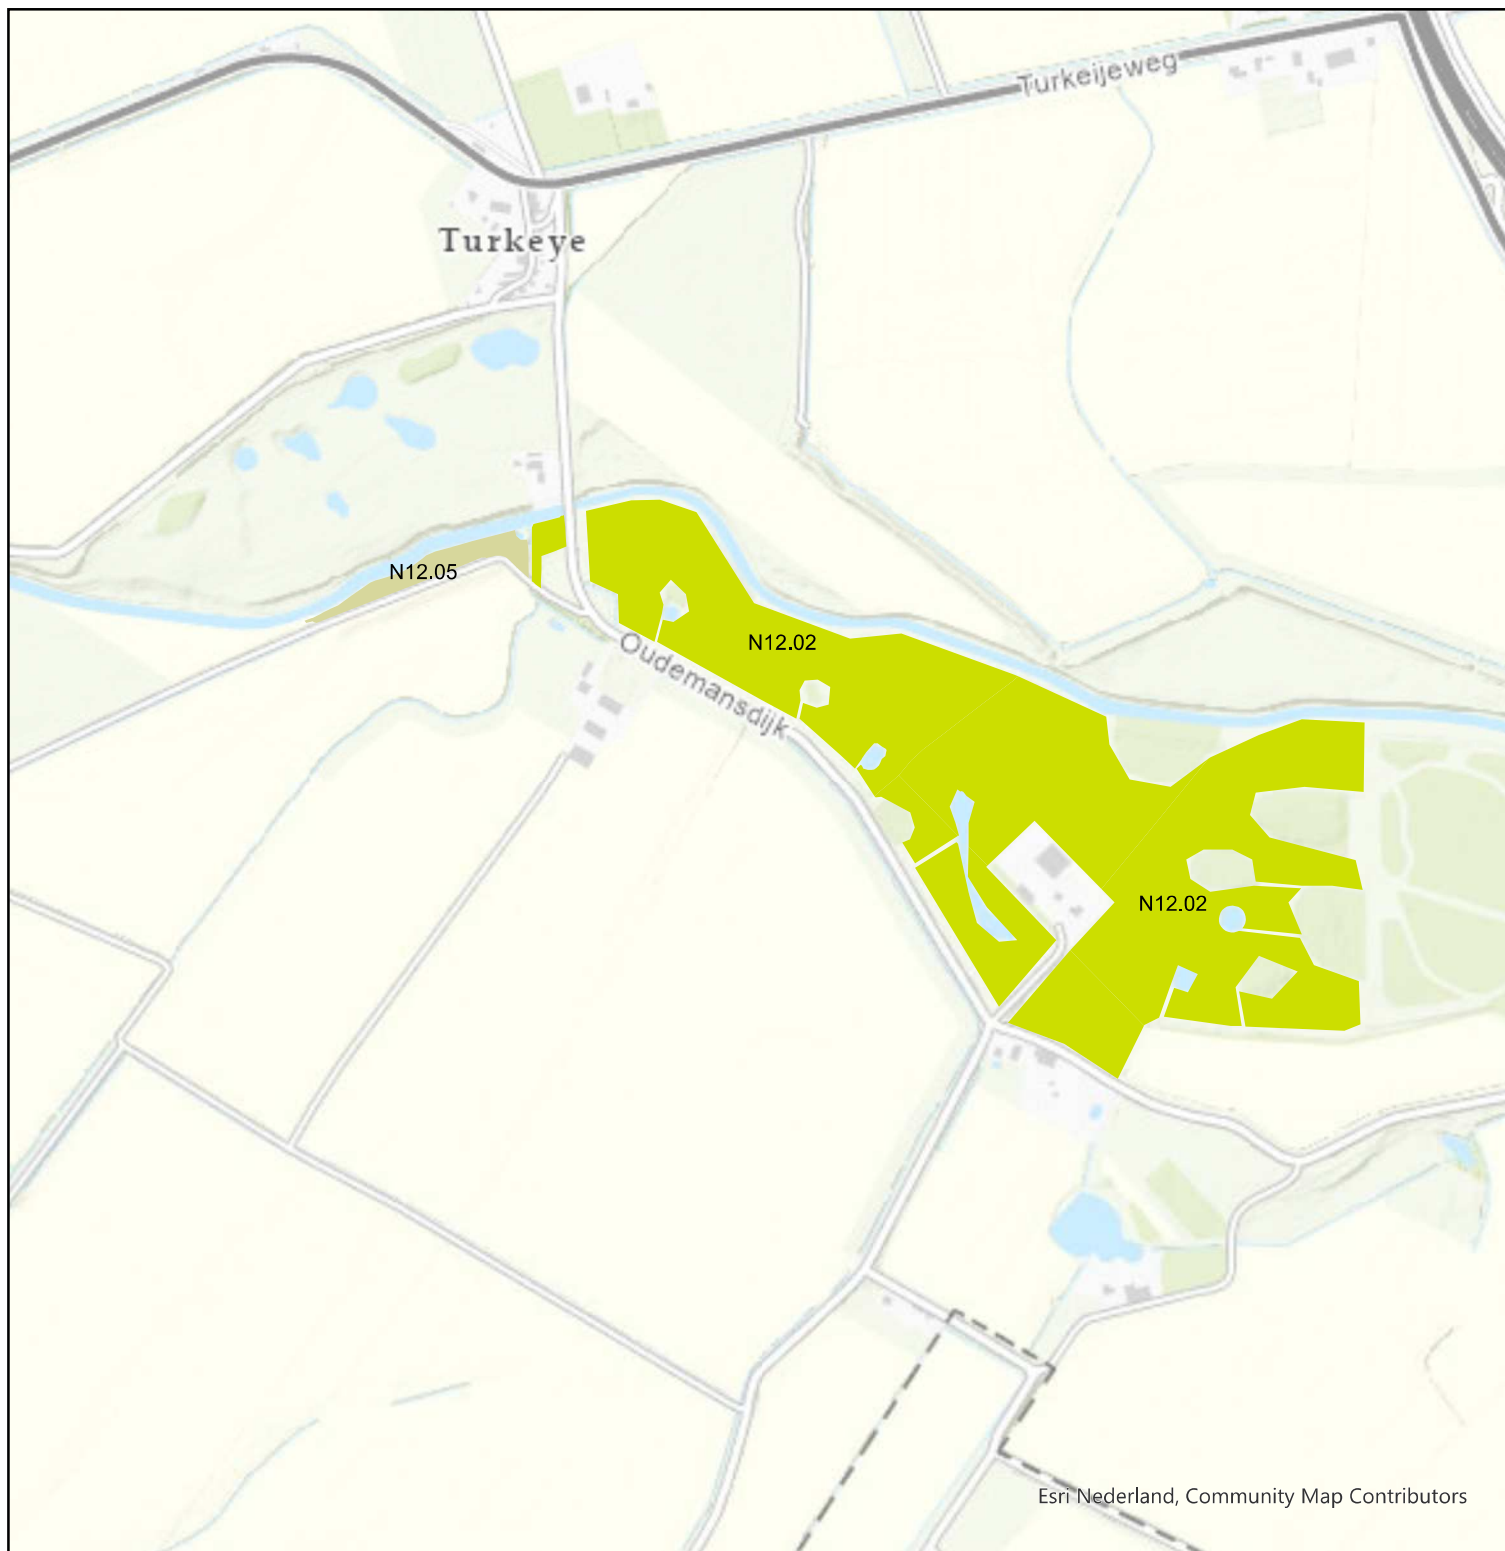 Turkeijeweg
Turkeye
N12.05
N12.02
Oudemansdijk
N12.02
Esri Nederland, Community Map Contributors